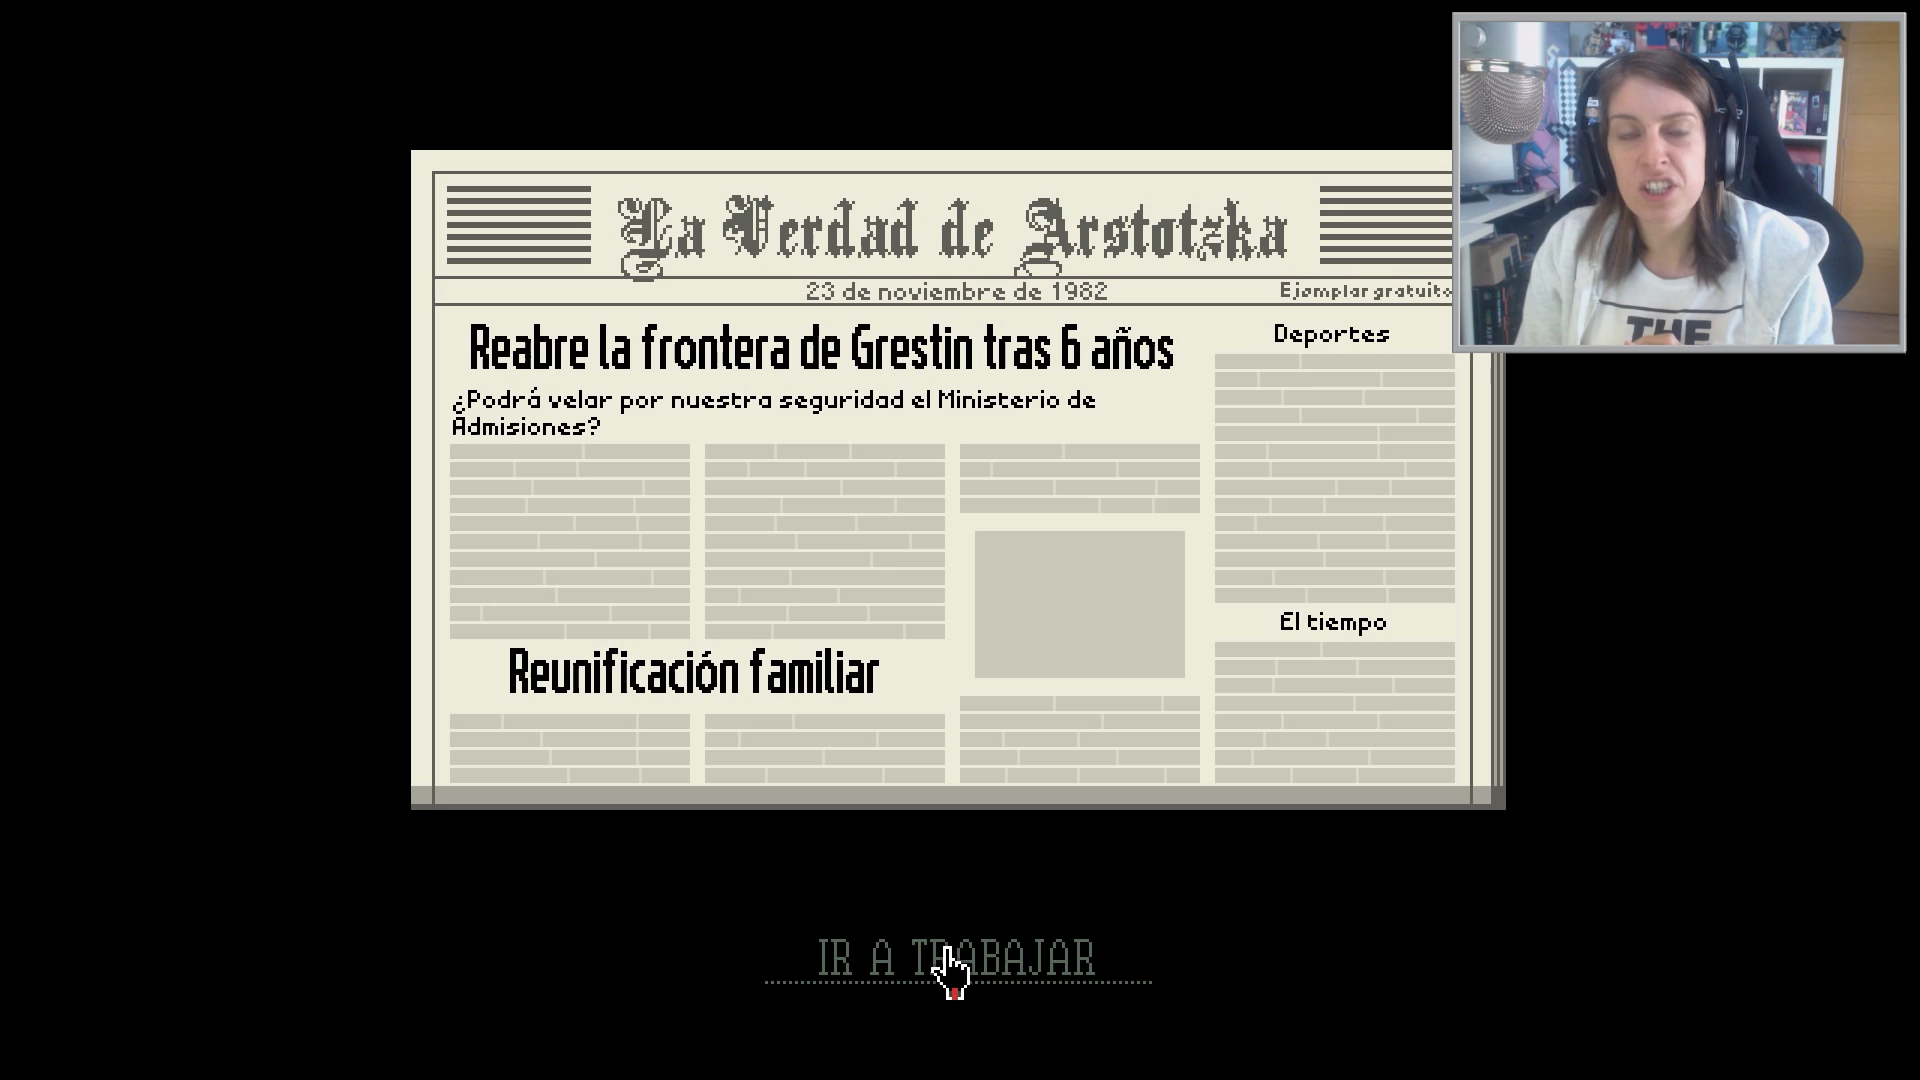 La Verdad de Arstotzka
23 de noviembre de 1982
Ejemplar gratuito
Reabre la frontera de Grestin tras 6 años
¿Podrá velar por nuestra seguridad el Ministerio de
Admisiones?
Deportes
El tiempo
Reunificación familiar
IR A TRABAJAR
THE